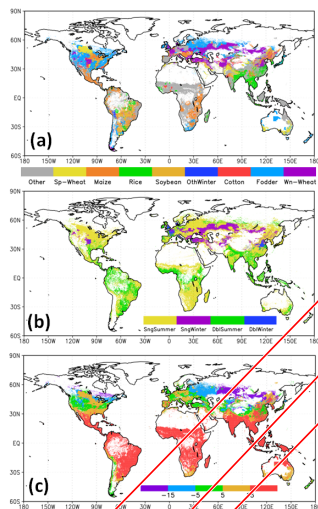 90N
60N
30N
EQ
30S
60S
(a)
180 150W 120W 90W 60W 30W 0 30E 60E 90E 120E 150E 180
Other Sp-Wheat Maize Rice Soybean OthWinter Cotton Fodder Wn-Wheat
90N
60N
30N
EQ
30S
60S
(b)
SngSummer SngWinter DblSummer DblWinter
180 150W 120W 90W 60W 30W 0 30E 60E 90E 120E 150E 180
90N
60N
30N
EQ
30S
60S
(c)
-15 -5 5 15
180 150W 120W 90W 60W 30W 0 30E 60E 90E 120E 150E 180